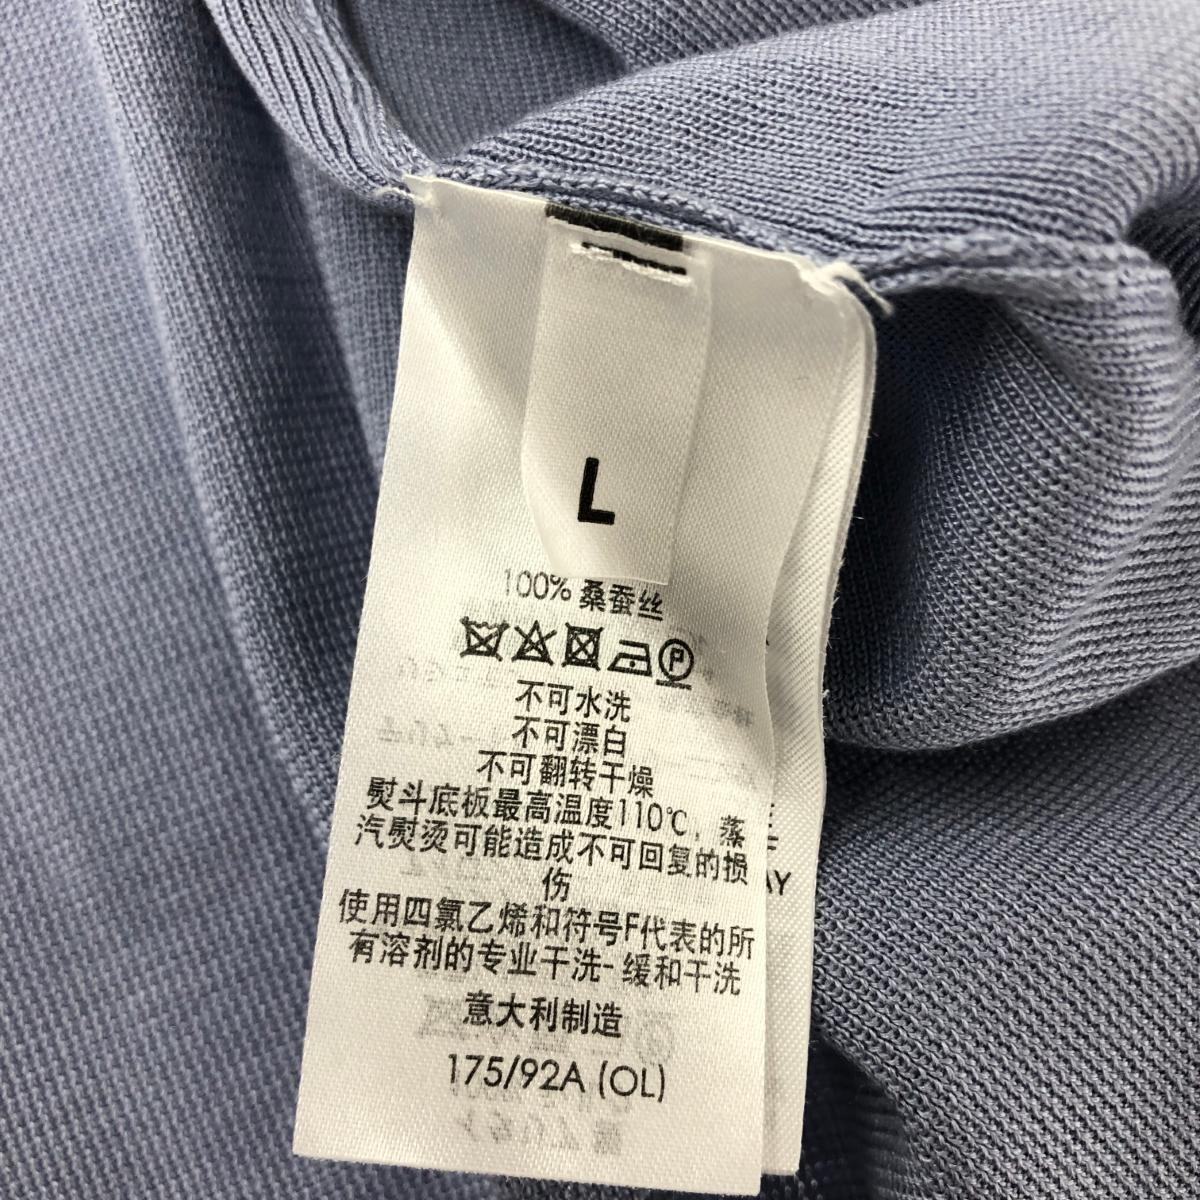 L
100% 桑蚕丝
P
不可水洗
不可漂白
不可翻转干燥
熨斗底板最高温度110℃, 蒸
汽熨烫可能造成不可回复的损
伤
使用四氯乙烯和符号F代表的所
有溶剂的专业干洗- 缓和干洗
意大利制造
175/92A (OL)
AY